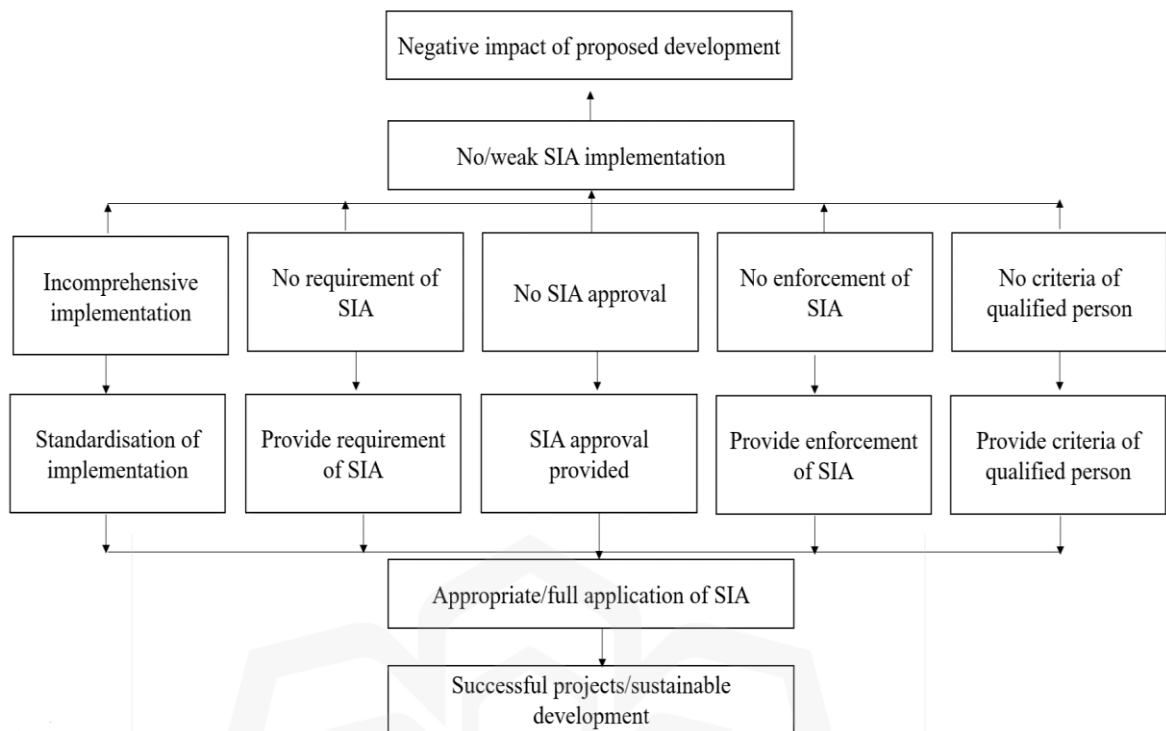 Negative impact of proposed development
No/weak SIA implementation
Incomprehensive
implementation
No requirement of
SIA
No SIA approval
No enforcement of
SIA
No criteria of
qualified person
Standardisation of
implementation
Provide requirement
of SIA
SIA approval
provided
Provide enforcement
of SIA
Provide criteria of
qualified person
Appropriate/full application of SIA
Successful projects/sustainable
development